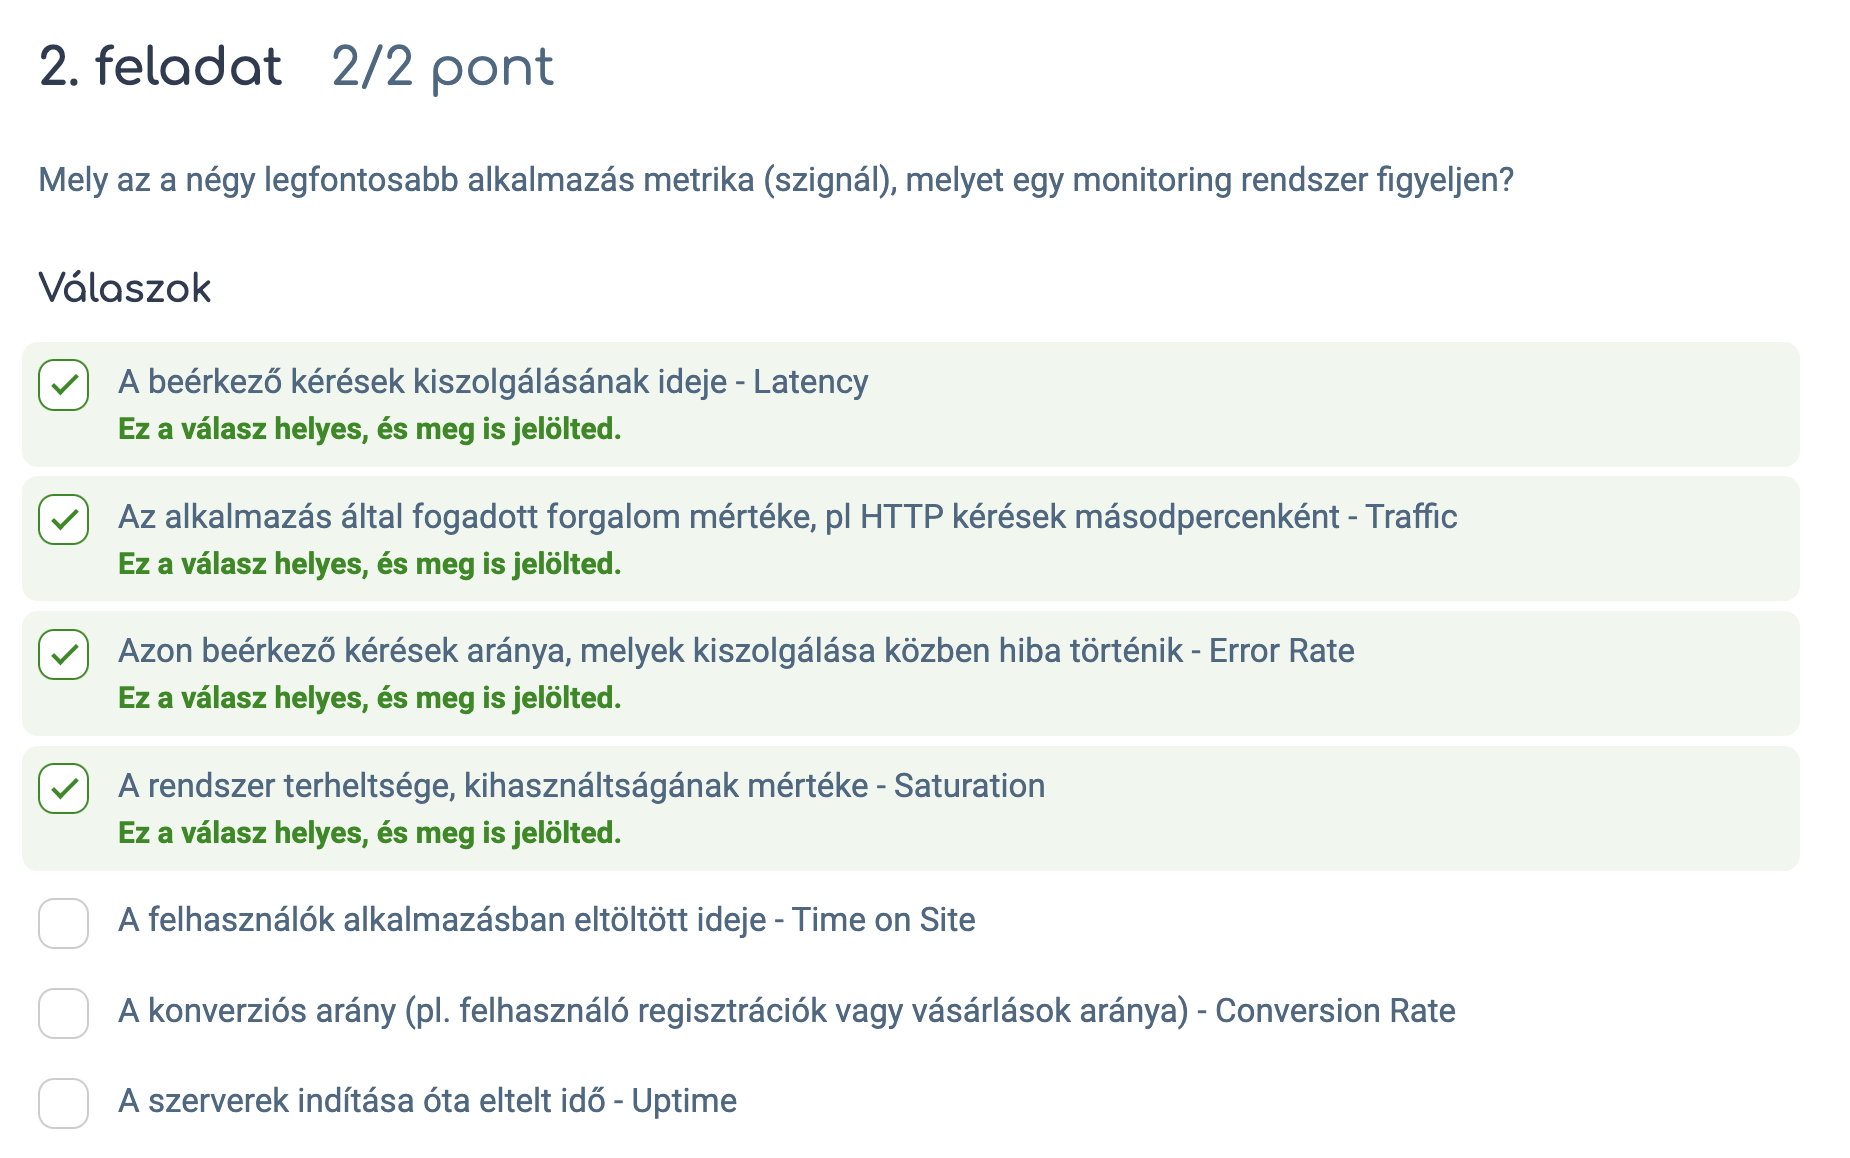 2. feladat 2/2 pont
Mely az a négy legfontosabb alkalmazás metrika (szignál), melyet egy monitoring rendszer figyeljen?
Válaszok
A beérkező kérések kiszolgálásának ideje - Latency
Ez a válasz helyes, és meg is jelölted.
Az alkalmazás által fogadott forgalom mértéke, pl HTTP kérések másodpercenként - Traffic
Ez a válasz helyes, és meg is jelölted.
Azon beérkező kérések aránya, melyek kiszolgálása közben hiba történik - Error Rate
Ez a válasz helyes, és meg is jelölted.
A rendszer terheltsége, kihasználtságának mértéke - Saturation
Ez a válasz helyes, és meg is jelölted.
A felhasználók alkalmazásban eltöltött ideje - Time on Site
A konverziós arány (pl. felhasználó regisztrációk vagy vásárlások aránya) - Conversion Rate
A szerverek indítása óta eltelt idő - Uptime